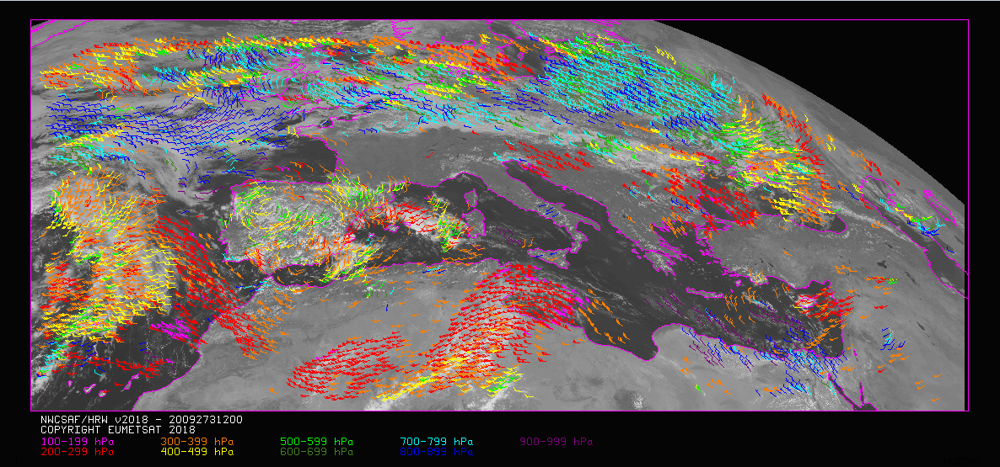 NWCSAF/HRW v2018 - 20092731200
COPYRIGHT EUMETSAT 2018
100-199 hPa 300-399 hPa 500-599 hPa 700-799 hPa 900-999 hPa
200-299 hPa 400-499 hPa 600-699 hPa 800-899 hPa